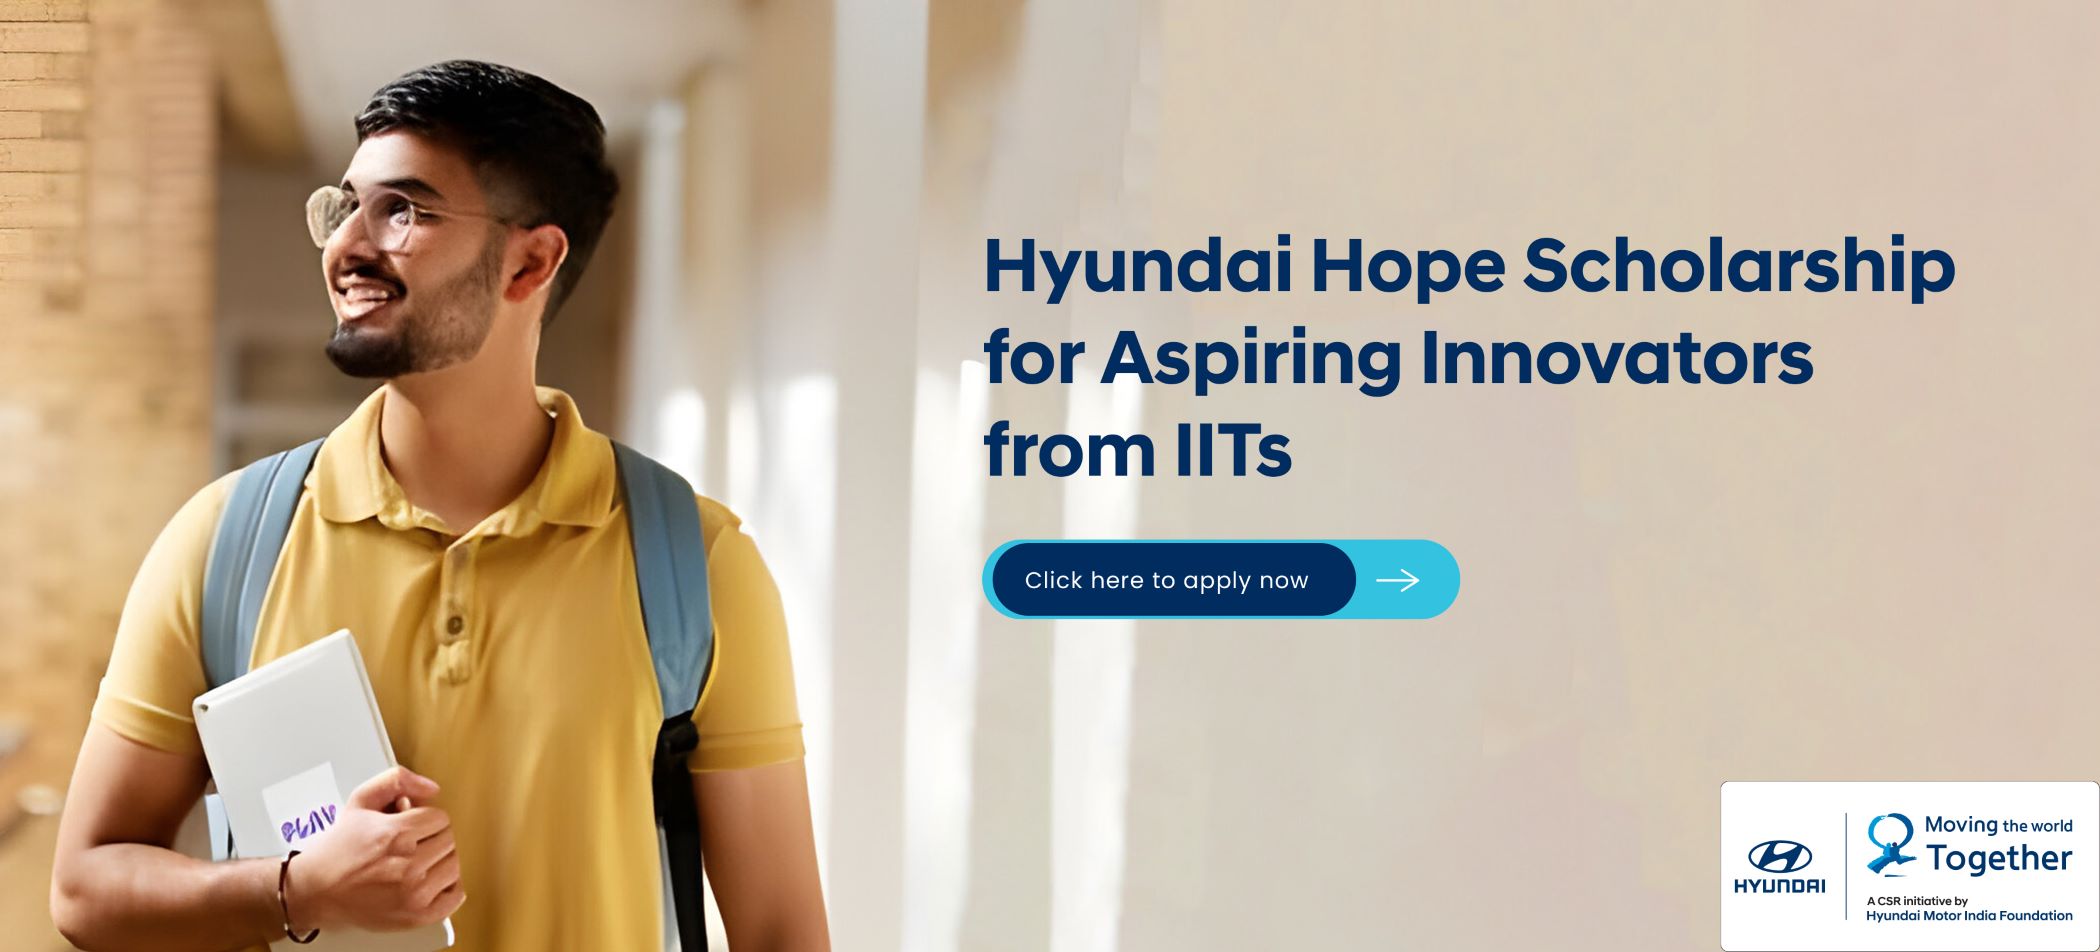 Hyundai Hope Scholarship
for Aspiring Innovators
from IITs
Click here to apply now
HYUNDAI
Moving the world
Together
A CSR initiative by
Hyundai Motor India Foundation